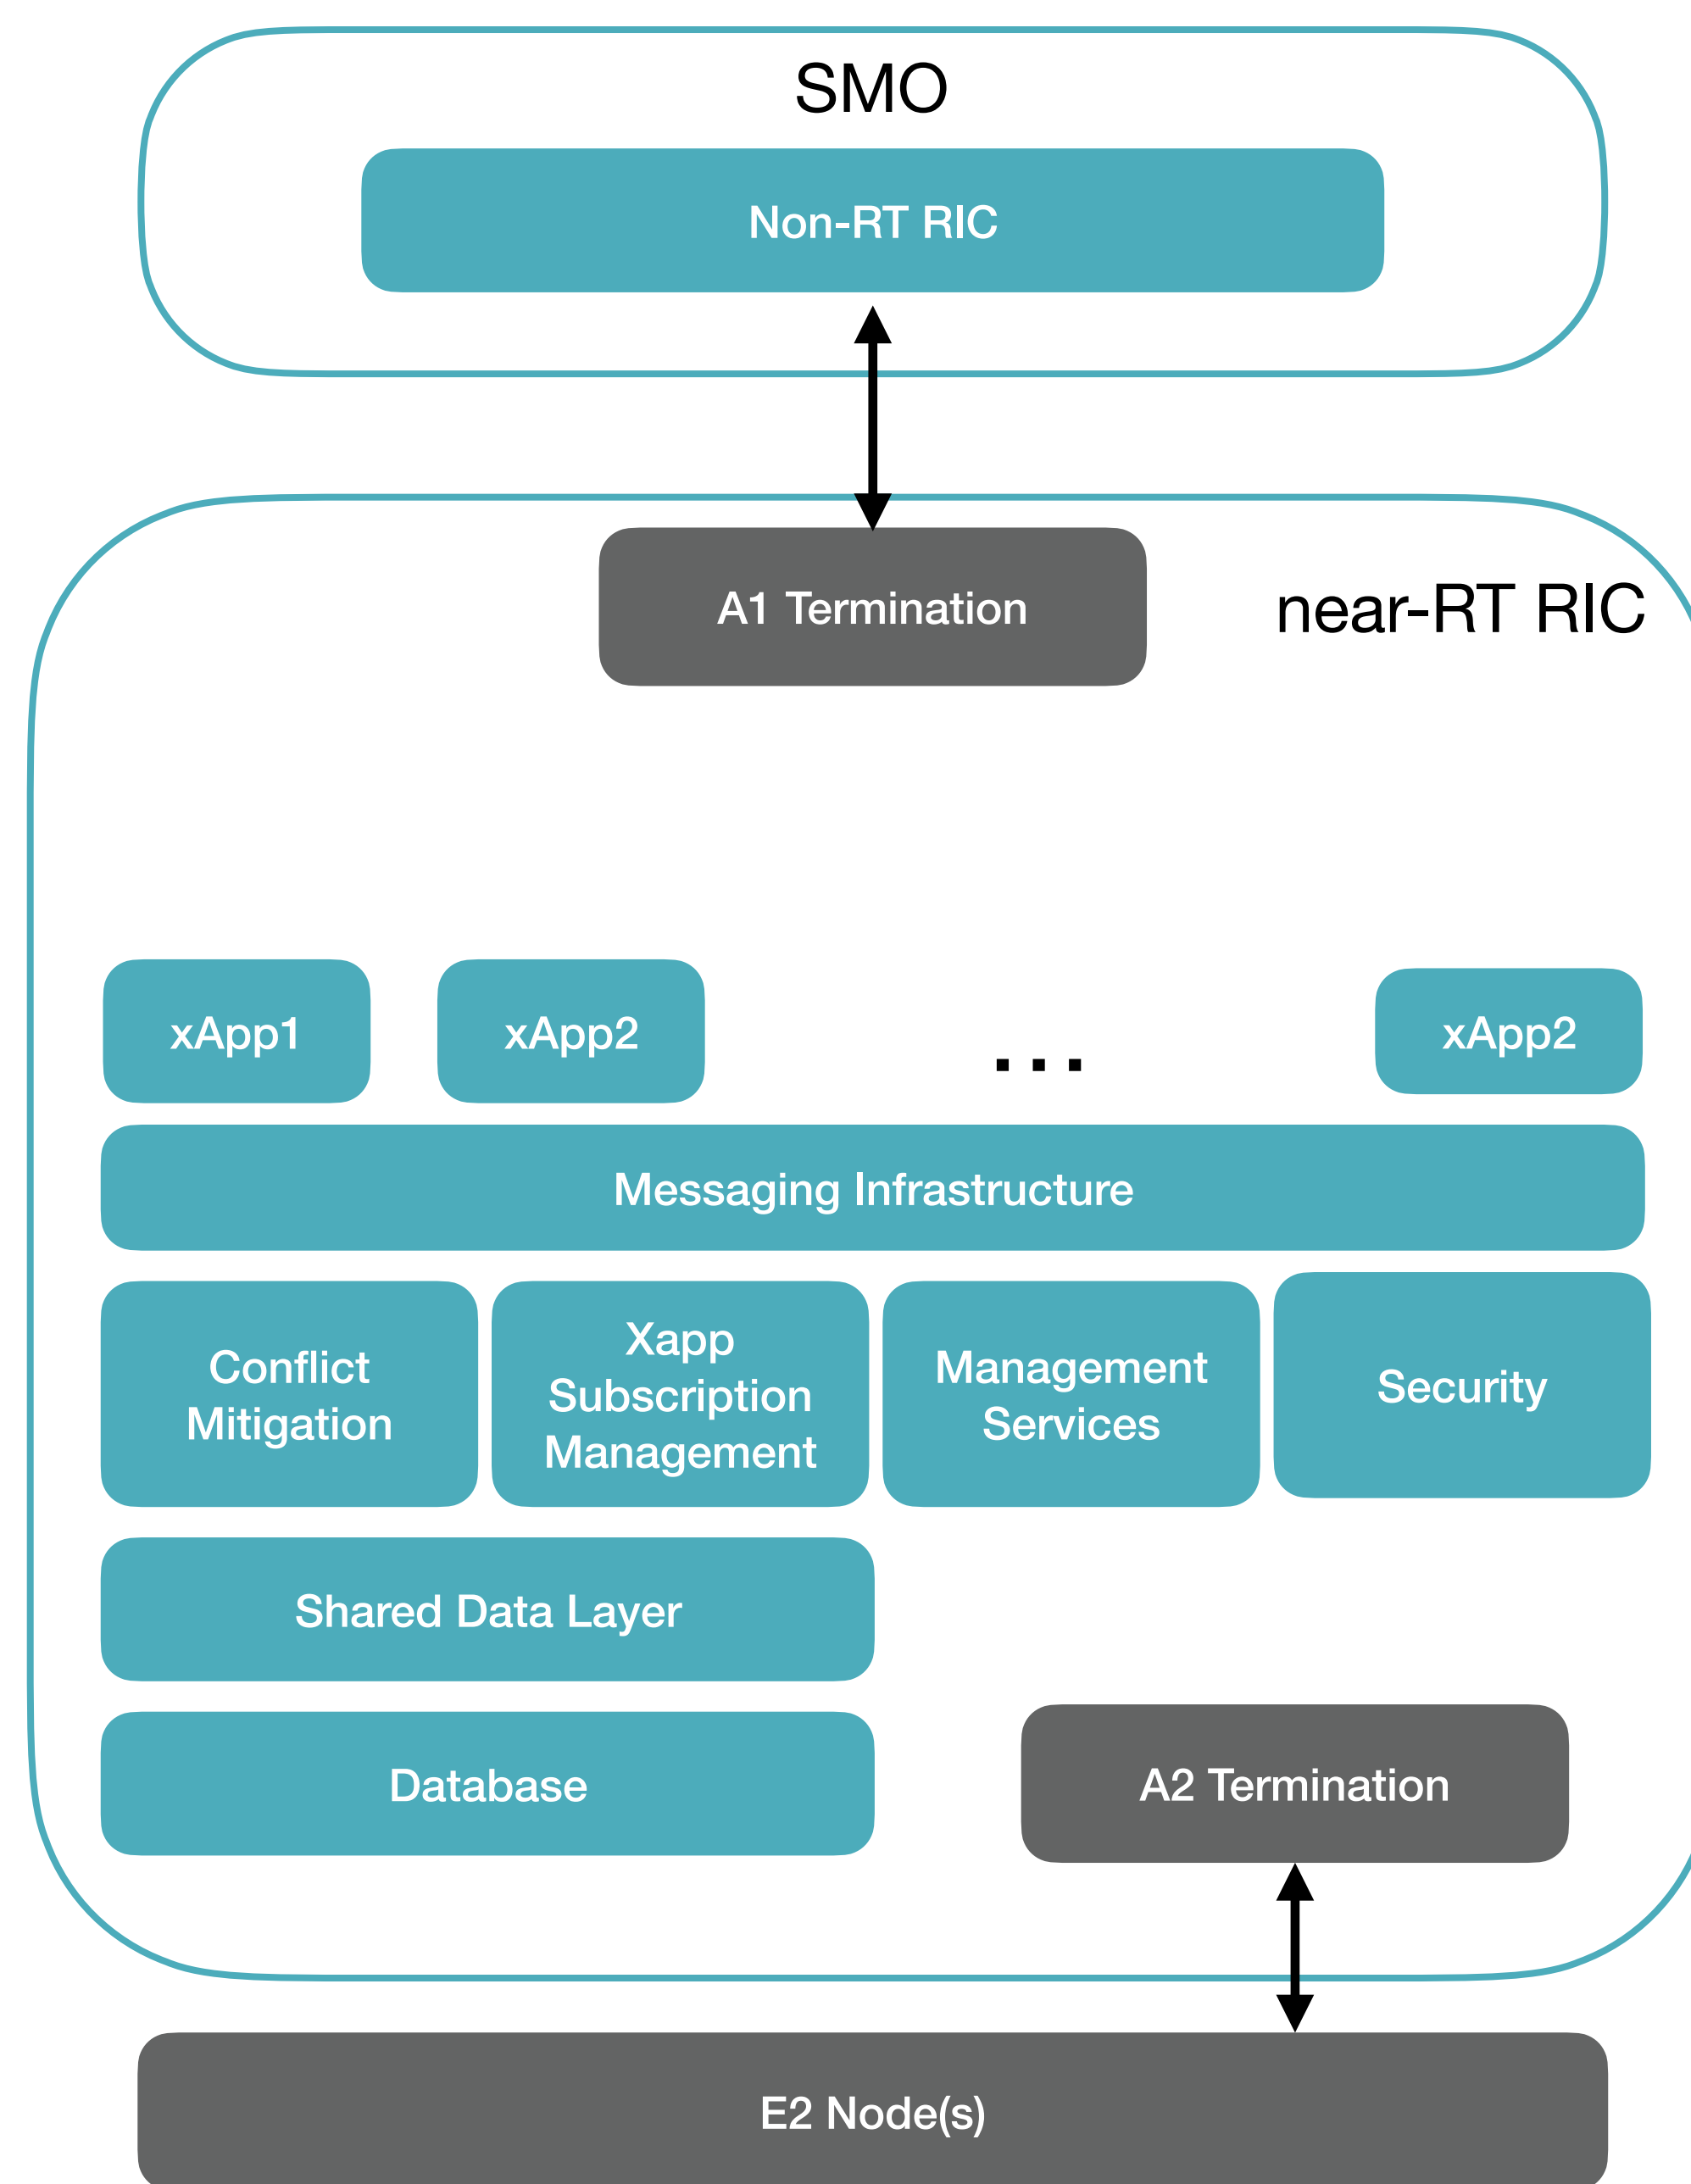 SMO
Non-RT RIC
A1 Termination
near-RT RIC
xApp1
xApp2
...
xApp2
Messaging Infrastructure
Conflict
Mitigation
Xapp
Subscription
Management
Management
Services
Security
Shared Data Layer
Database
A2 Termination
E2 Node(s)